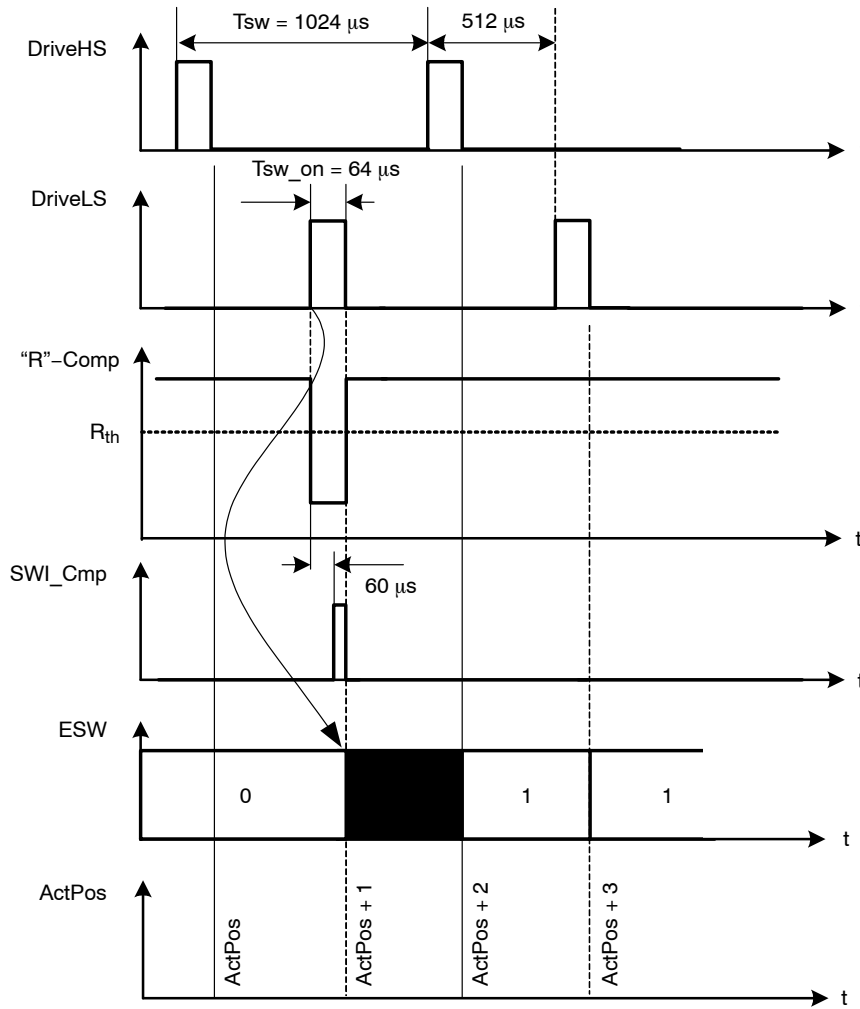 Tsw = 1024 μs
512 μs
DriveHS
t
Tsw_on = 64 μs
DriveLS
t
“R”−Comp
Rth
t
SWI_Cmp
60 μs
t
ESW
0
1
1
t
ActPos
ActPos
ActPos + 1
ActPos + 2
ActPos + 3
t